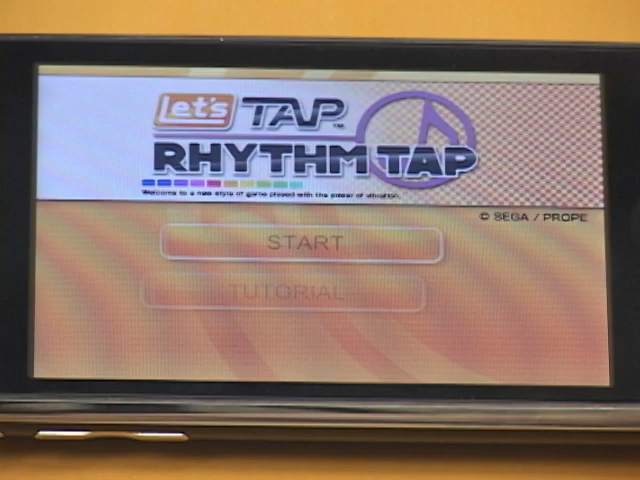 Let's TAP™
RHYTHM TAP
Welcome to a new style of game played with the power of vibration.
© SEGA / PROPE
START
TUTORIAL